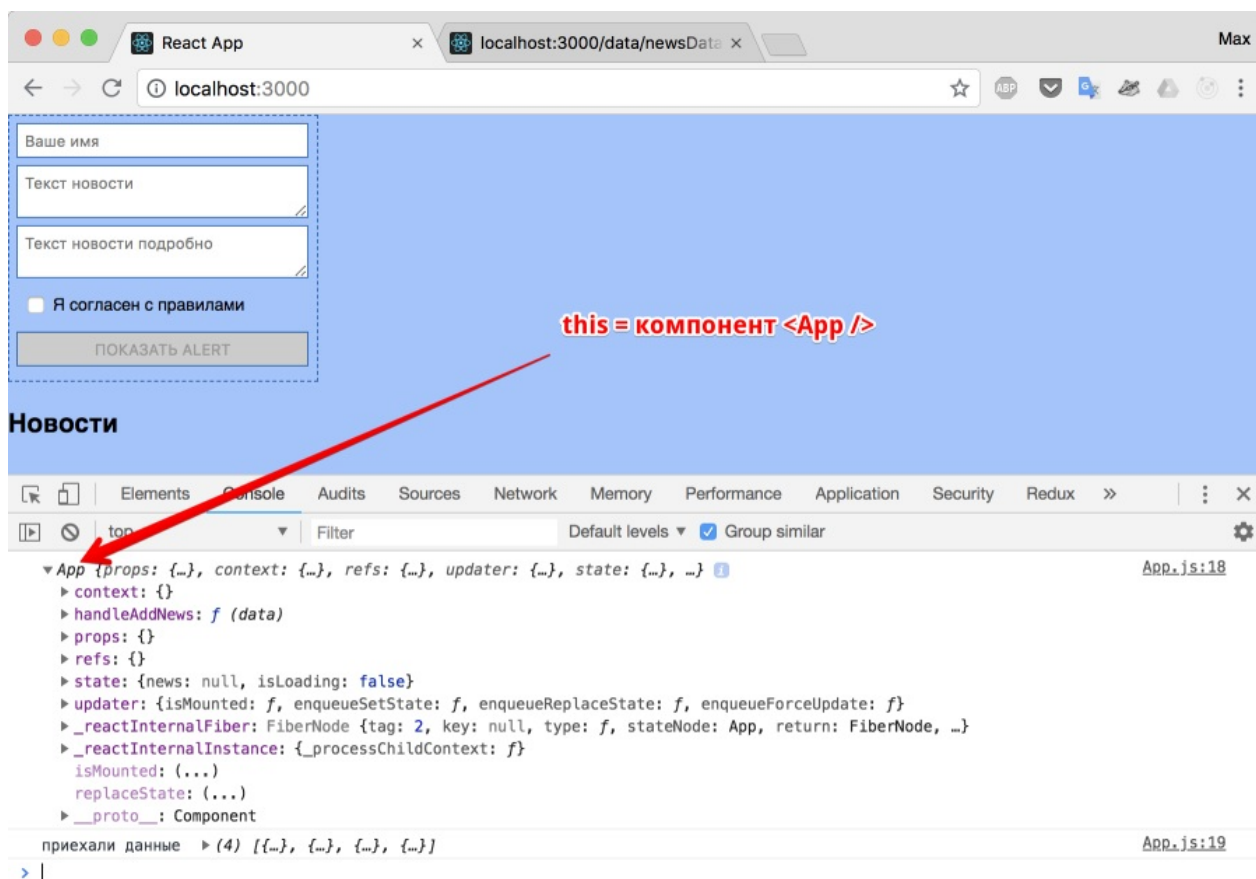 React App × localhost:3000/data/newsData × Max
localhost:3000 ABP
Ваше имя
Текст новости
Текст новости подробно
Я согласен с правилами
ПОКАЗАТЬ ALERT
this = компонент <App />
Новости
Elements Console Audits Sources Network Memory Performance Application Security Redux »
top Filter Default levels Group similar
App {props: {…}, context: {…}, refs: {…}, updater: {…}, state: {…}, …} App.js:18
context: {}
handleAddNews: ƒ (data)
props: {}
refs: {}
state: {news: null, isLoading: false}
updater: {isMounted: ƒ, enqueueSetState: ƒ, enqueueReplaceState: ƒ, enqueueForceUpdate: ƒ}
_reactInternalFiber: FiberNode {tag: 2, key: null, type: ƒ, stateNode: App, return: FiberNode, …}
_reactInternalInstance: {_processChildContext: ƒ}
isMounted: (...)
replaceState: (...)
__proto__: Component
приехали данные (4) [{…}, {…}, {…}, {…}] App.js:19
>